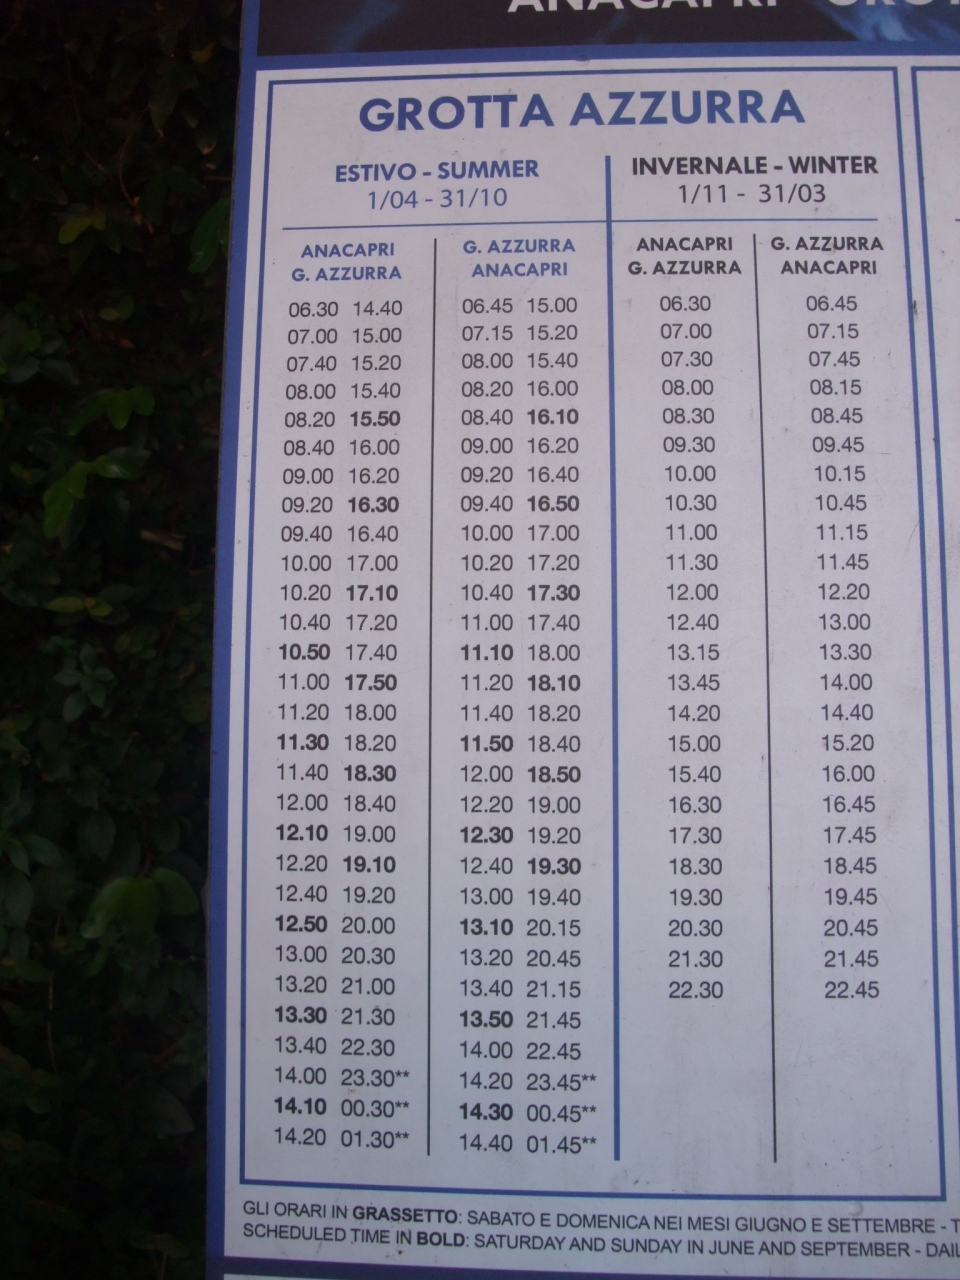 ANACAPRI
GROTTA AZZURRA
ESTIVO - SUMMER
1/04 - 31/10
INVERNALE - WINTER
1/11 - 31/03
ANACAPRI
G. AZZURRA
G. AZZURRA
ANACAPRI
ANACAPRI
G. AZZURRA
G. AZZURRA
ANACAPRI
06.30 14.40 06.45 15.00 06.30 06.45
07.00 15.00 07.15 15.20 07.00 07.15
07.40 15.20 08.00 15.40 07.30 07.45
08.00 15.40 08.20 16.00 08.00 08.15
08.20 15.50 08.40 16.10 08.30 08.45
08.40 16.00 09.00 16.20 09.30 09.45
09.00 16.20 09.20 16.40 10.00 10.15
09.20 16.30 09.40 16.50 10.30 10.45
09.40 16.40 10.00 17.00 11.00 11.15
10.00 17.00 10.20 17.20 11.30 11.45
10.20 17.10 10.40 17.30 12.00 12.20
10.40 17.20 11.00 17.40 12.40 13.00
10.50 17.40 11.10 18.00 13.15 13.30
11.00 17.50 11.20 18.10 13.45 14.00
11.20 18.00 11.40 18.20 14.20 14.40
11.30 18.20 11.50 18.40 15.00 15.20
11.40 18.30 12.00 18.50 15.40 16.00
12.00 18.40 12.20 19.00 16.30 16.45
12.10 19.00 12.30 19.20 17.30 17.45
12.20 19.10 12.40 19.30 18.30 18.45
12.40 19.20 13.00 19.40 19.30 19.45
12.50 20.00 13.10 20.15 20.30 20.45
13.00 20.30 13.20 20.45 21.30 21.45
13.20 21.00 13.40 21.15 22.30 22.45
13.30 21.30 13.50 21.45
13.40 22.30 14.00 22.45
14.00 23.30** 14.20 23.45**
14.10 00.30** 14.30 00.45**
14.20 01.30** 14.40 01.45**
GLI ORARI IN GRASSETTO: SABATO E DOMENICA NEI MESI GIUGNO E SETTEMBRE -
SCHEDULED TIME IN BOLD: SATURDAY AND SUNDAY IN JUNE AND SEPTEMBER -